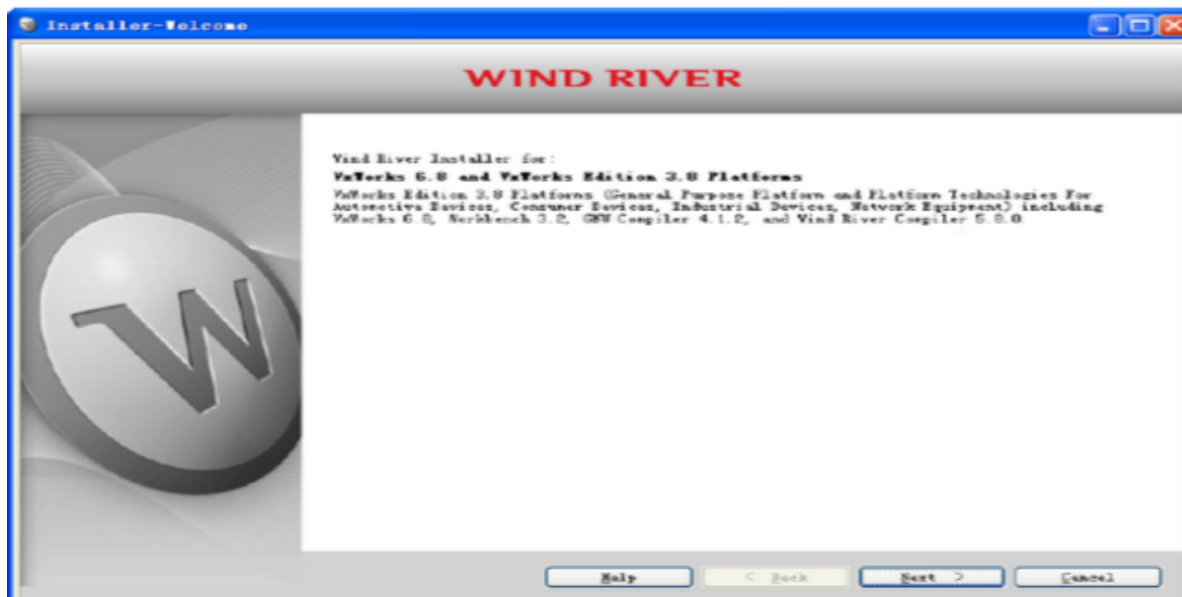 Installer-Welcome
WIND RIVER
Wind River Installer for:
VxWorks 6.8 and VxWorks Edition 3.8 Platforms
VxWorks Edition 3.8 Platforms (General Purpose Platform and Platform Technologies For
Automotive Devices, Consumer Devices, Industrial Devices, Network Equipment) including
VxWorks 6.8, Workbench 3.2, GNU Compiler 4.1.2, and Wind River Compiler 5.8.0.
W
Help
< Back
Next >
Cancel